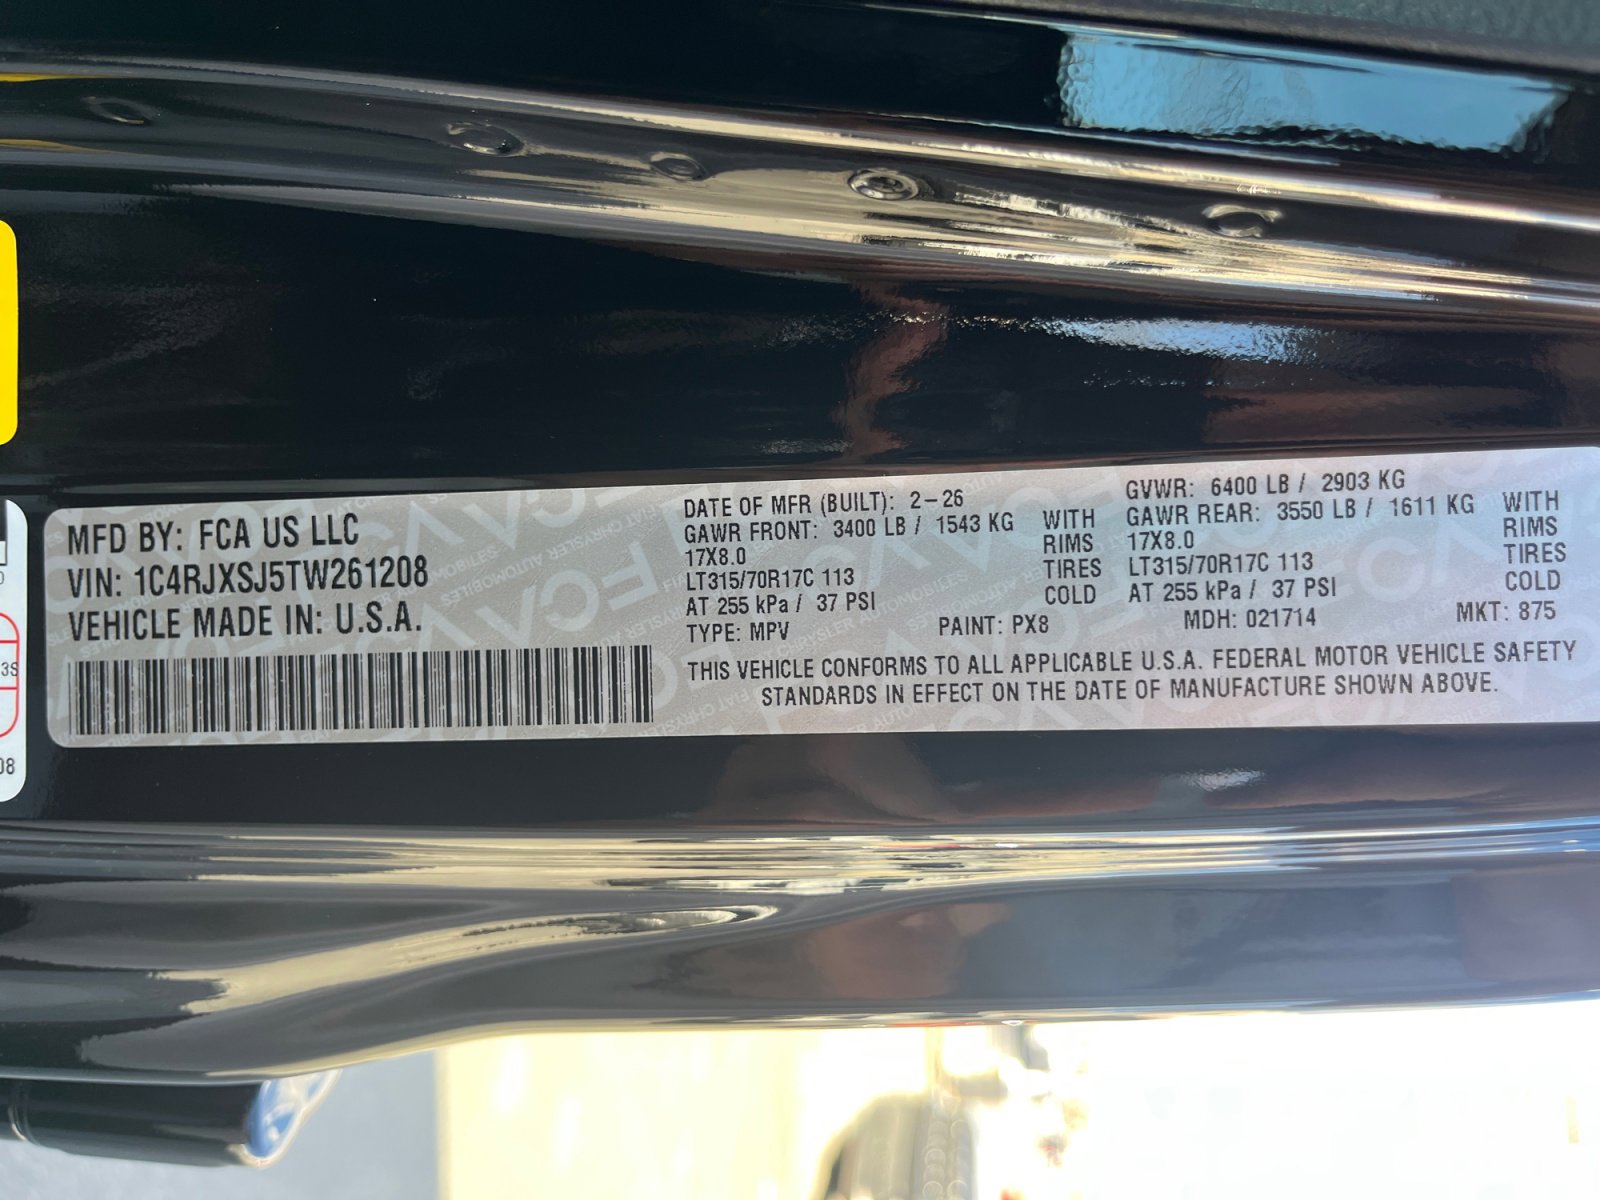 MFD BY: FCA US LLC
VIN: 1C4RJXSJ5TW261208
VEHICLE MADE IN: U.S.A.
DATE OF MFR (BUILT): 2-26
GAWR FRONT: 3400 LB / 1543 KG WITH
17X8.0 RIMS
LT315/70R17C 113 TIRES
AT 255 kPa / 37 PSI COLD
GVWR: 6400 LB / 2903 KG
GAWR REAR: 3550 LB / 1611 KG WITH
17X8.0 RIMS
LT315/70R17C 113 TIRES
AT 255 kPa / 37 PSI COLD
TYPE: MPV PAINT: PX8 MDH: 021714 MKT: 875
THIS VEHICLE CONFORMS TO ALL APPLICABLE U.S.A. FEDERAL MOTOR VEHICLE SAFETY
STANDARDS IN EFFECT ON THE DATE OF MANUFACTURE SHOWN ABOVE.